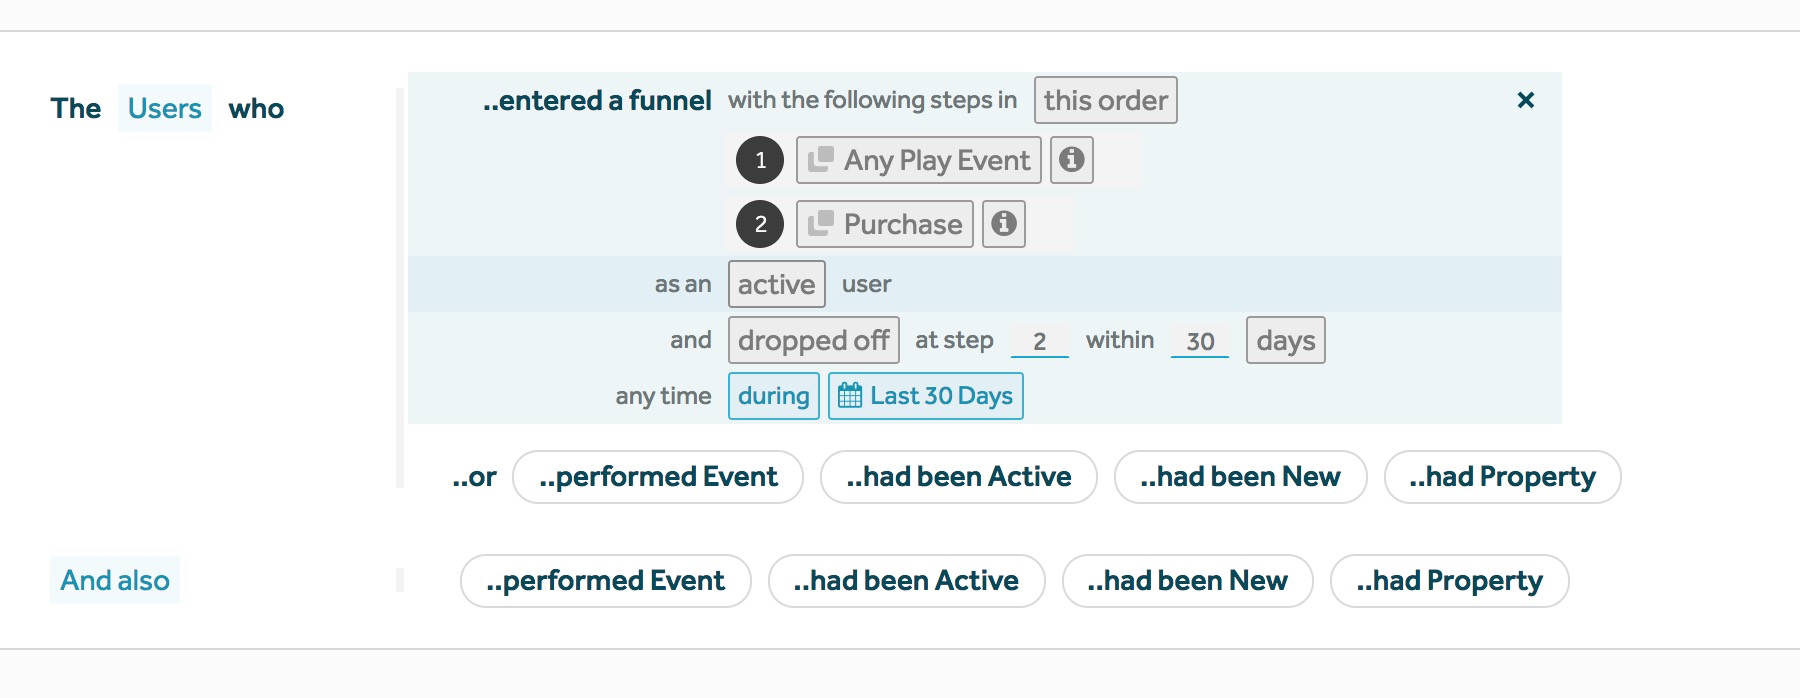 The Users who ..entered a funnel with the following steps in this order ×
1 Any Play Event
2 Purchase
as an active user
and dropped off at step 2 within 30 days
any time during Last 30 Days
..or ..performed Event ..had been Active ..had been New ..had Property
And also ..performed Event ..had been Active ..had been New ..had Property